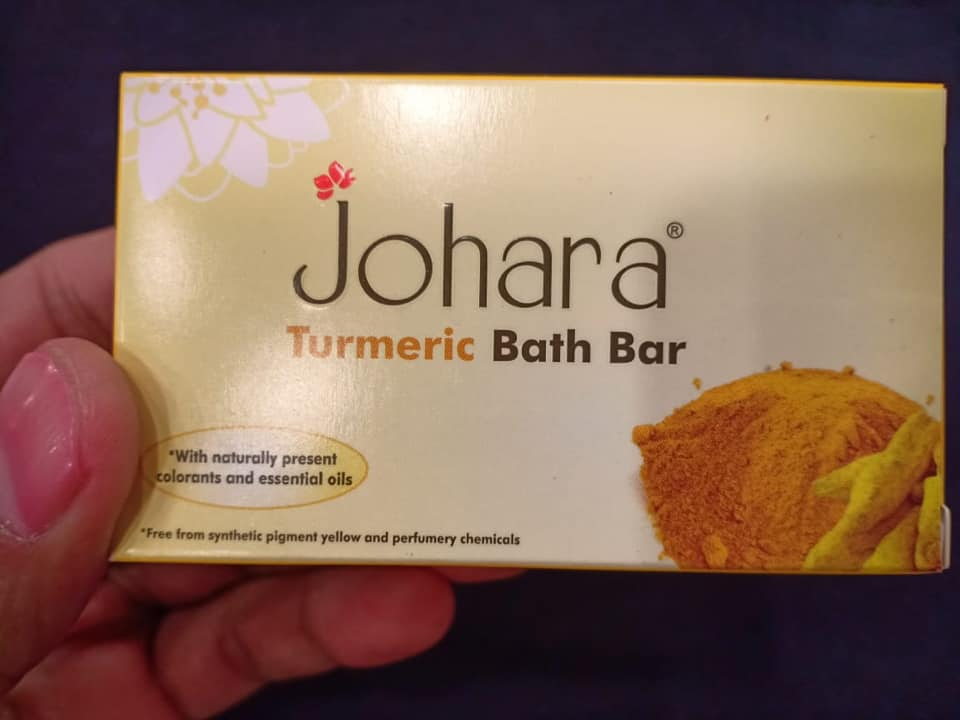 Johara®
Turmeric Bath Bar
*With naturally present
colorants and essential oils
*Free from synthetic pigment yellow and perfumery chemicals